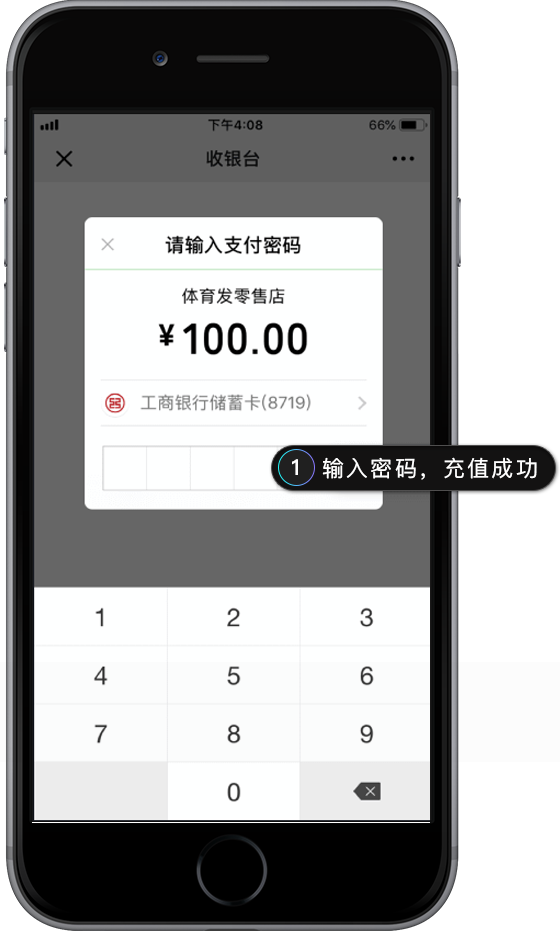 下午4:08
66%
收银台
请输入支付密码
体育发零售店
¥100.00
工商银行储蓄卡(8719)
1 输入密码，充值成功
1 2 3
4 5 6
7 8 9
0